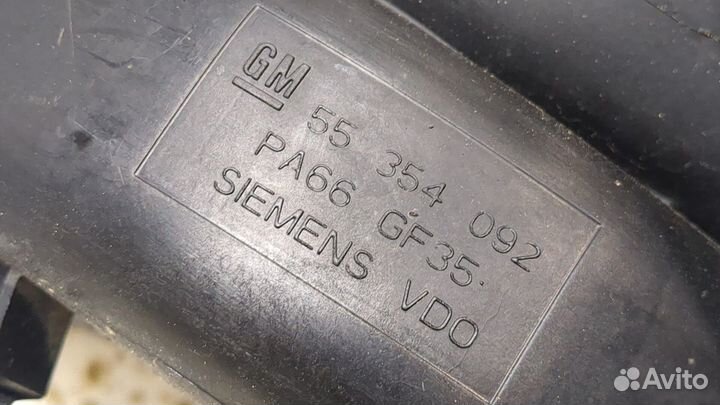 GM
55 354 092
PA66 GF35.
SIEMENS VDO
Avito